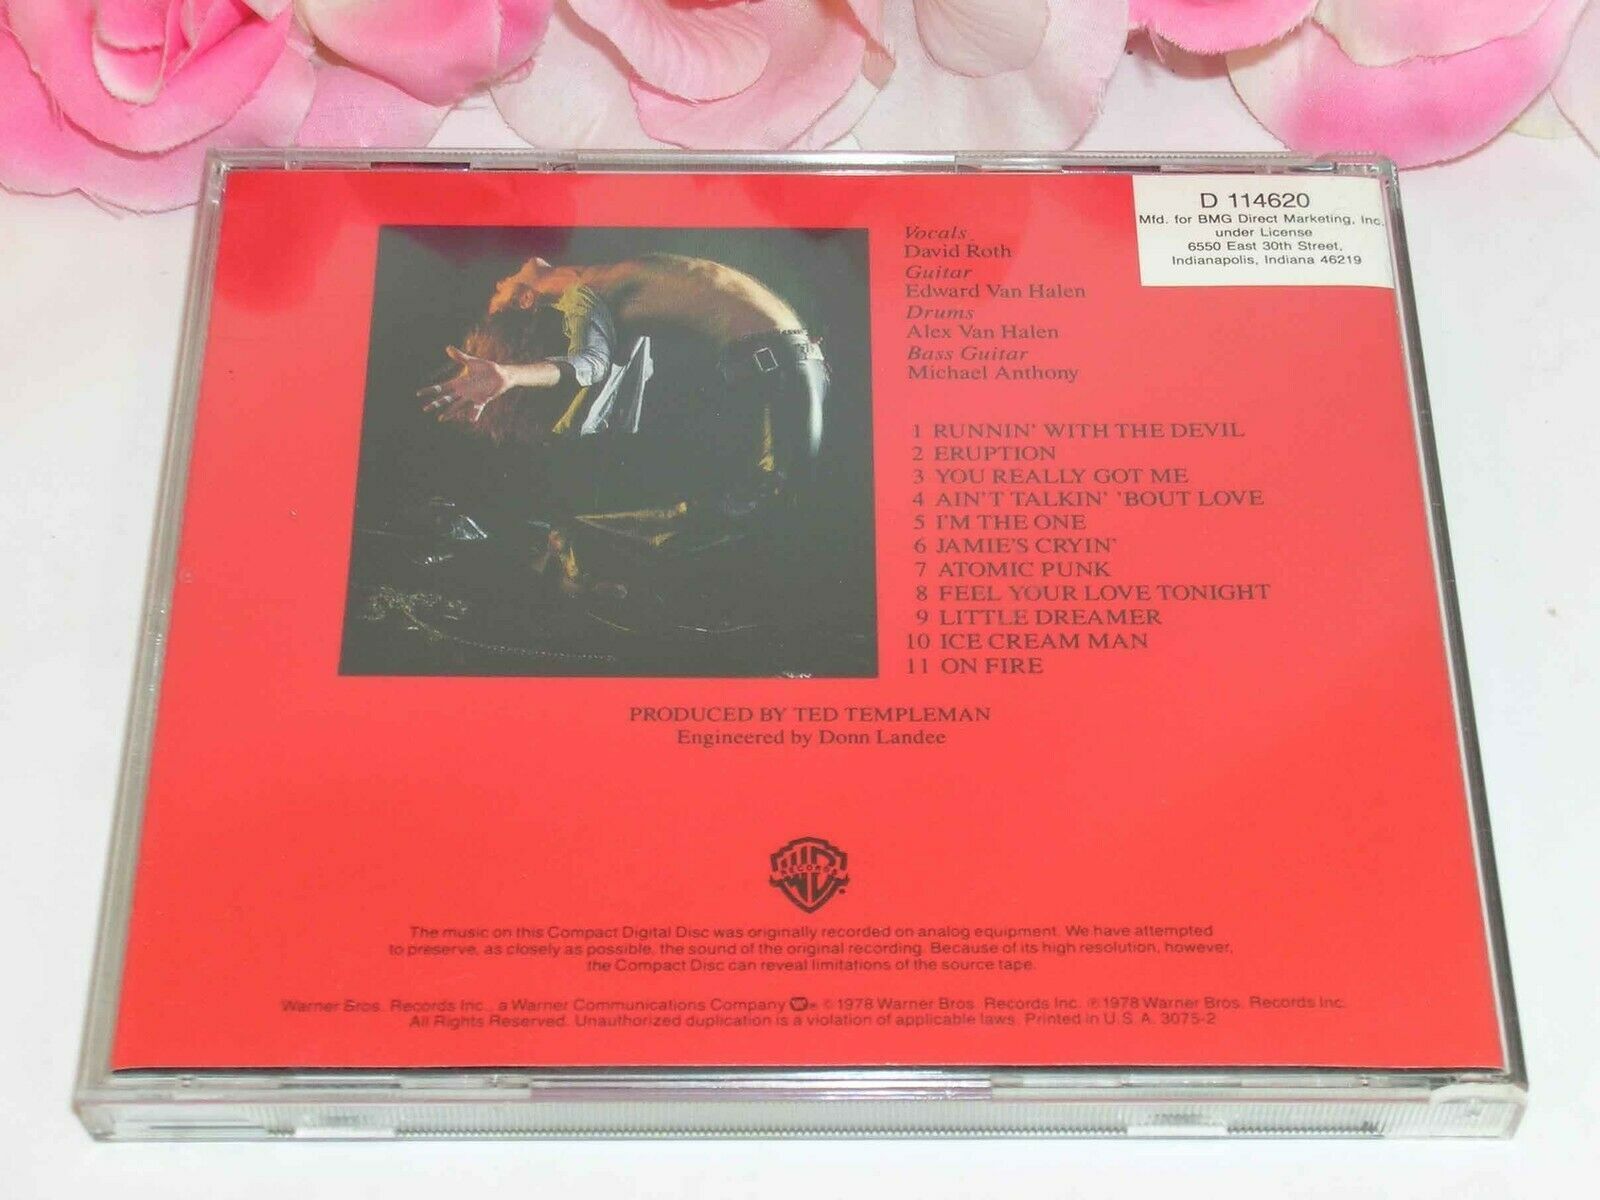 D 114620
Mfd. for BMG Direct Marketing, Inc.
under License
6550 East 30th Street,
Indianapolis, Indiana 46219
Vocals
David Roth
Guitar
Edward Van Halen
Drums
Alex Van Halen
Bass Guitar
Michael Anthony
1 RUNNIN' WITH THE DEVIL
2 ERUPTION
3 YOU REALLY GOT ME
4 AIN'T TALKIN' 'BOUT LOVE
5 I'M THE ONE
6 JAMIE'S CRYIN'
7 ATOMIC PUNK
8 FEEL YOUR LOVE TONIGHT
9 LITTLE DREAMER
10 ICE CREAM MAN
11 ON FIRE
PRODUCED BY TED TEMPLEMAN
Engineered by Donn Landee
RECORDS
The music on this Compact Digital Disc was originally recorded on analog equipment. We have attempted
to preserve, as closely as possible, the sound of the original recording. Because of its high resolution, however,
the Compact Disc can reveal limitations of the source tape.
Warner Bros. Records Inc., a Warner Communications Company ® © 1978 Warner Bros. Records Inc. ℗ 1978 Warner Bros. Records Inc.
All Rights Reserved. Unauthorized duplication is a violation of applicable laws. Printed in U.S.A. 3075-2